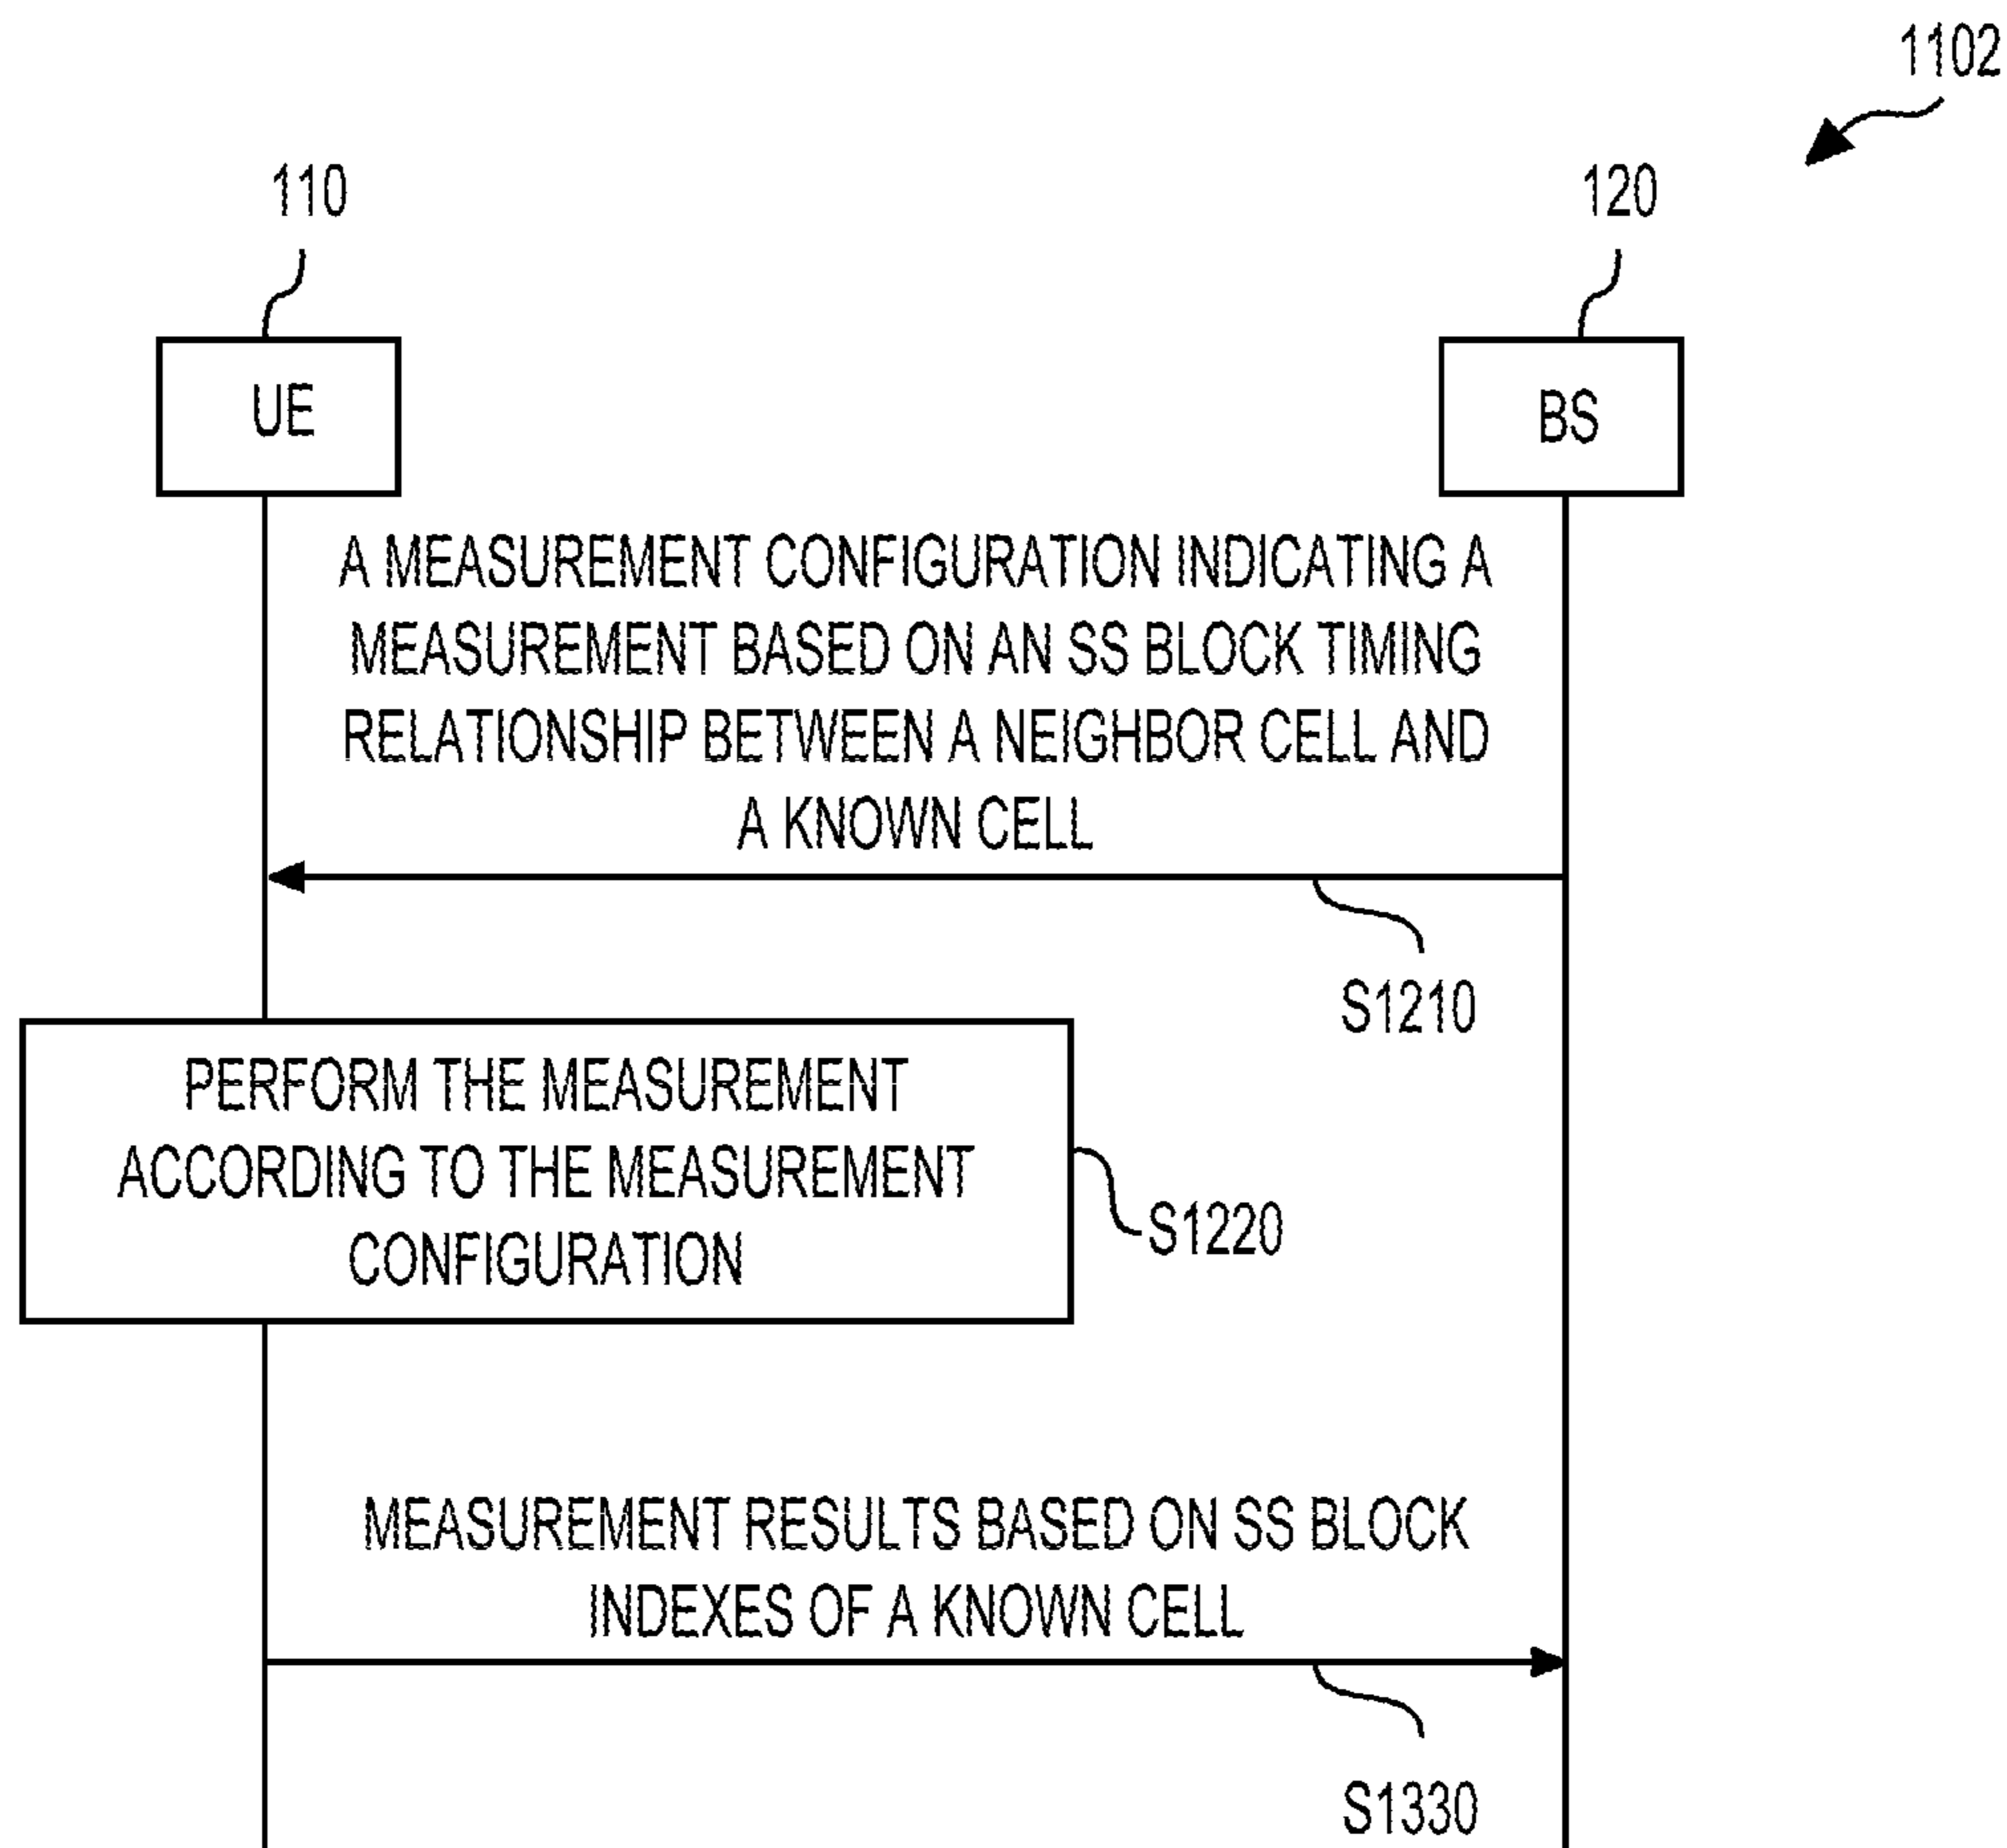 1102
110
120
UE
BS
A MEASUREMENT CONFIGURATION INDICATING A
MEASUREMENT BASED ON AN SS BLOCK TIMING
RELATIONSHIP BETWEEN A NEIGHBOR CELL AND
A KNOWN CELL
S1210
PERFORM THE MEASUREMENT
ACCORDING TO THE MEASUREMENT
CONFIGURATION
S1220
MEASUREMENT RESULTS BASED ON SS BLOCK
INDEXES OF A KNOWN CELL
S1330